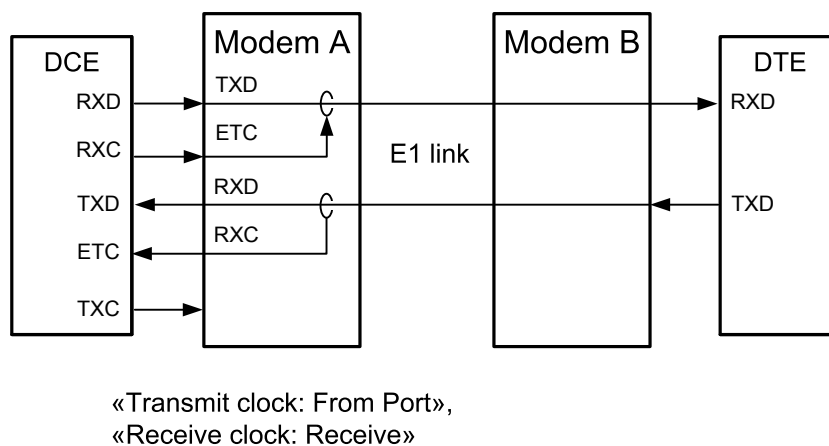 Modem A
Modem B
DCE
DTE
RXD
TXD
RXD
RXC
ETC
E1 link
TXD
RXD
TXD
ETC
RXC
TXC
«Transmit clock: From Port»,
«Receive clock: Receive»